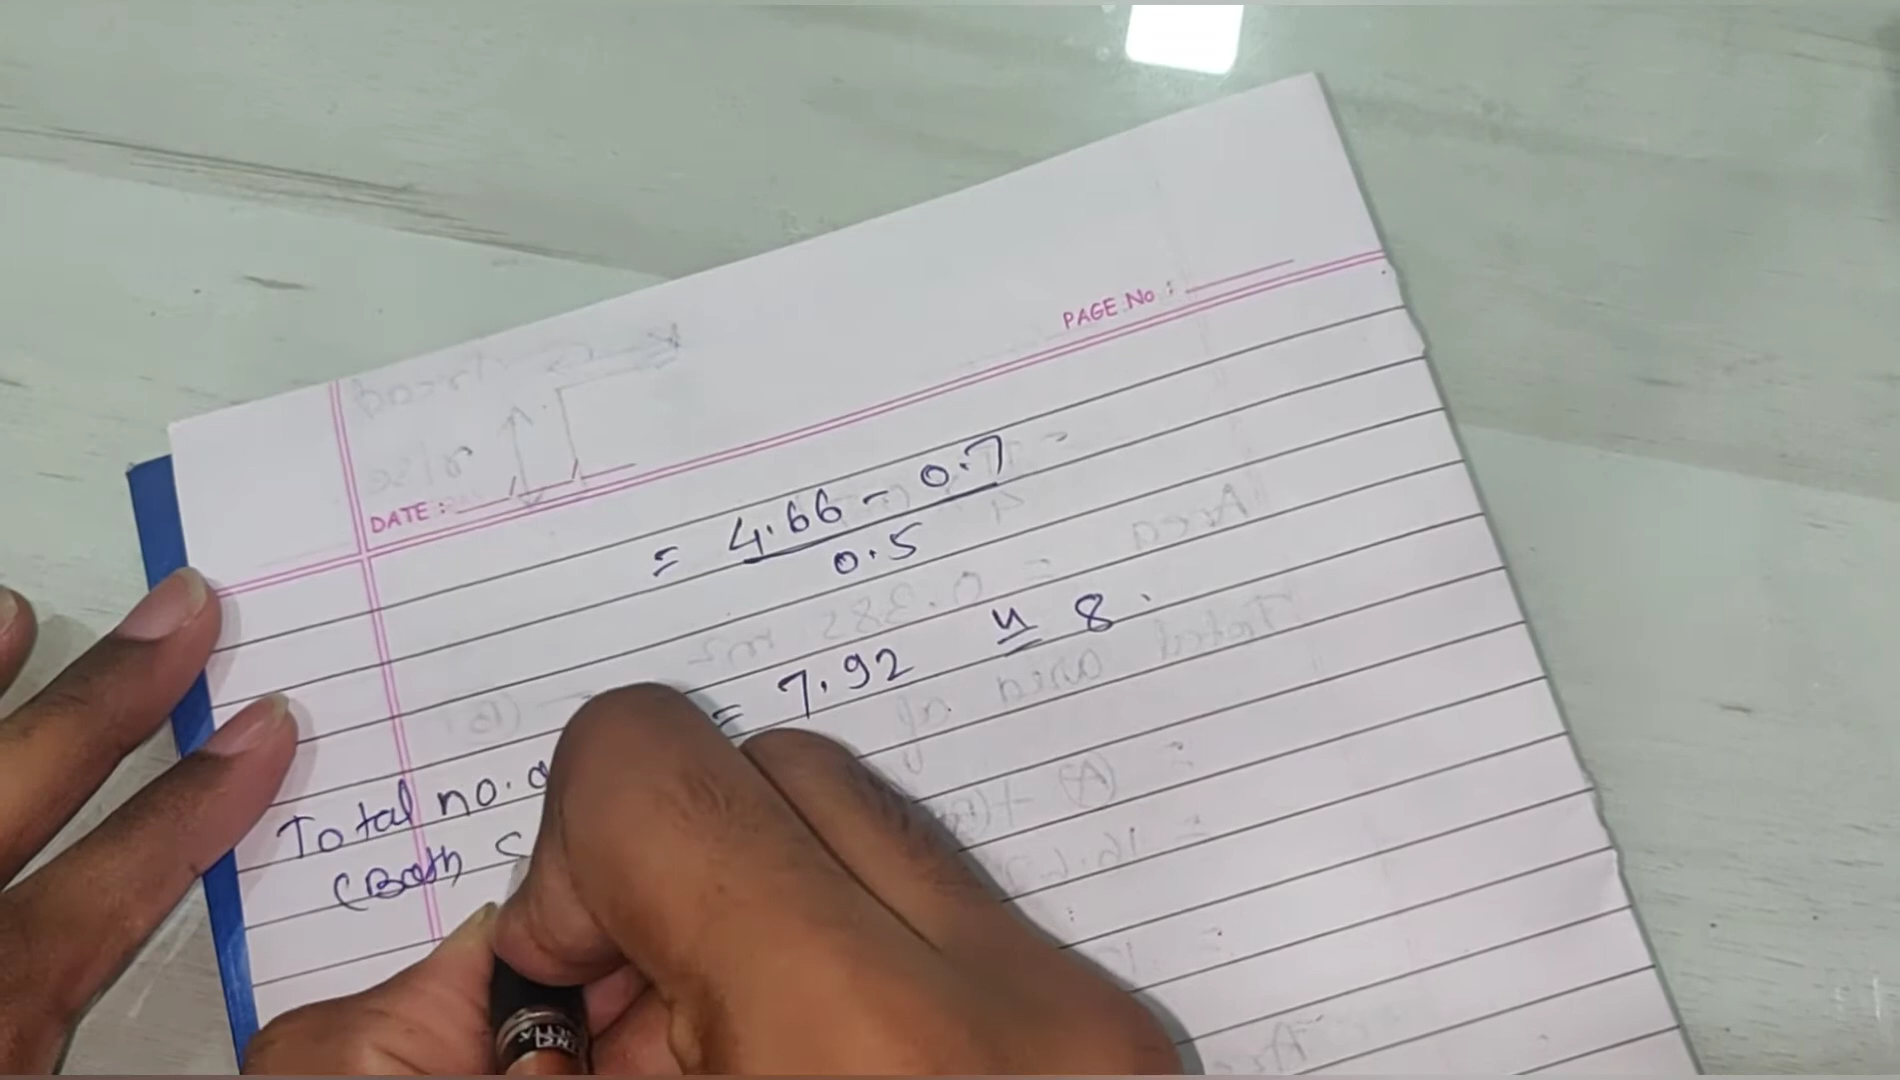 PAGE No :
DATE :
= 4.66 - 0.7
0.5
= 7.92 ≌ 8.
Total no.
(Both